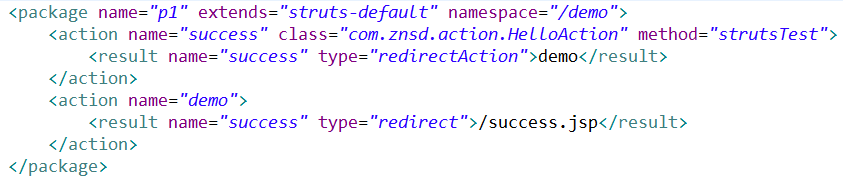 <package name="p1" extends="struts-default" namespace="/demo">
    <action name="success" class="com.znsd.action.HelloAction" method="strutsTest">
        <result name="success" type="redirectAction">demo</result>
    </action>
    <action name="demo">
        <result name="success" type="redirect">/success.jsp</result>
    </action>
</package>